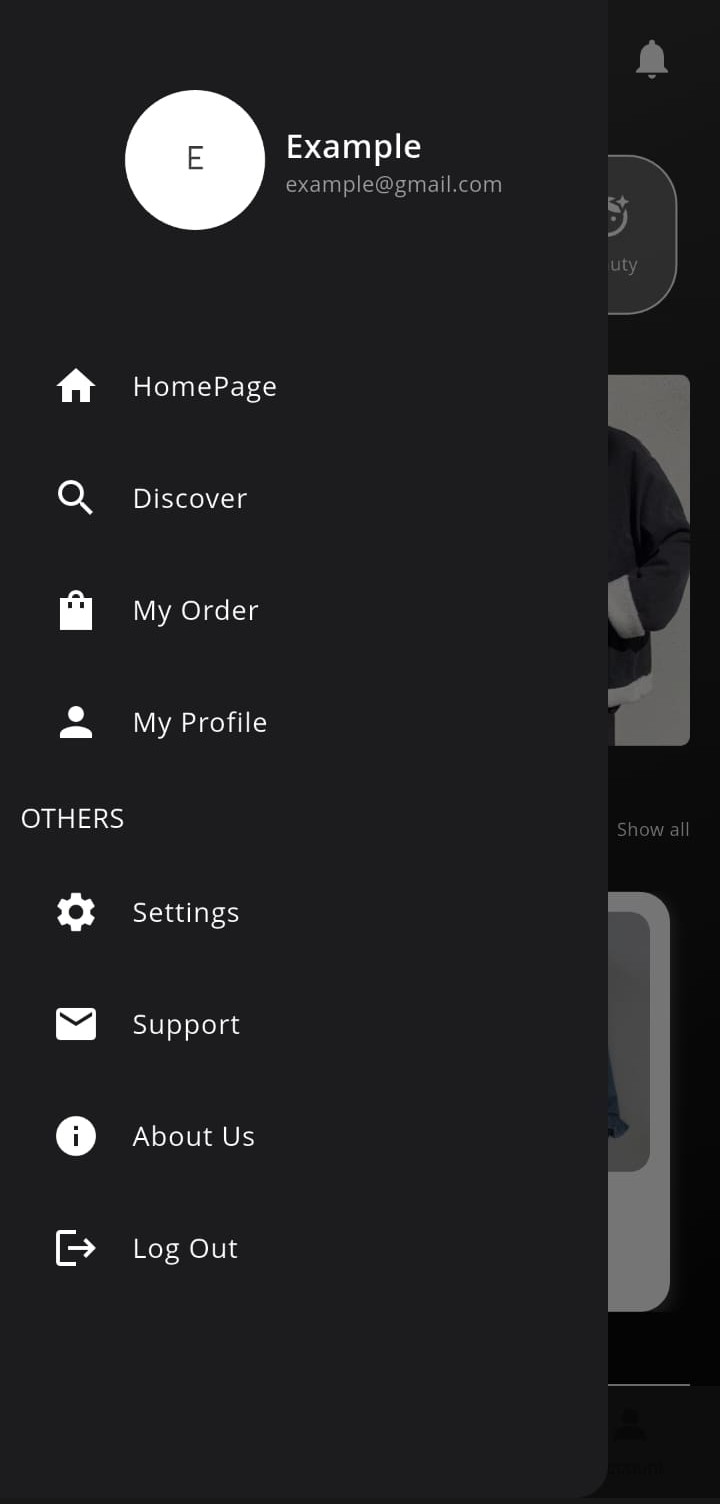 E
Example
example@gmail.com
uty
HomePage
Discover
My Order
My Profile
OTHERS
Show all
Settings
Support
About Us
Log Out